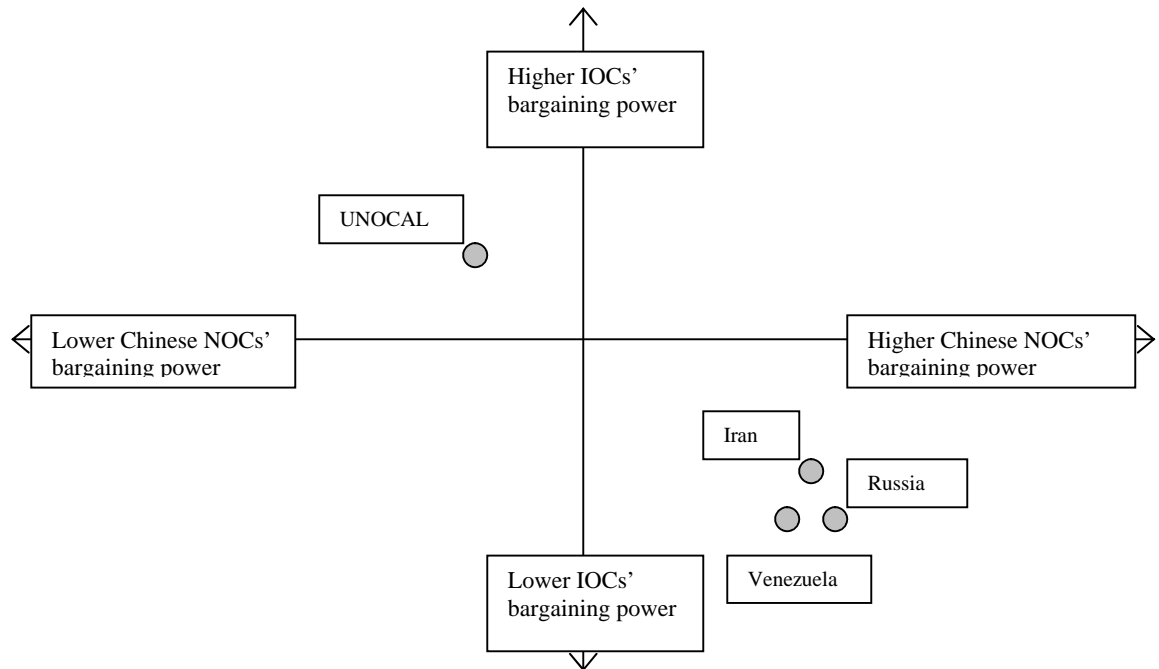 Higher IOCs’
bargaining power
UNOCAL
Lower Chinese NOCs’
bargaining power
Higher Chinese NOCs’
bargaining power
Iran
Russia
Venezuela
Lower IOCs’
bargaining power